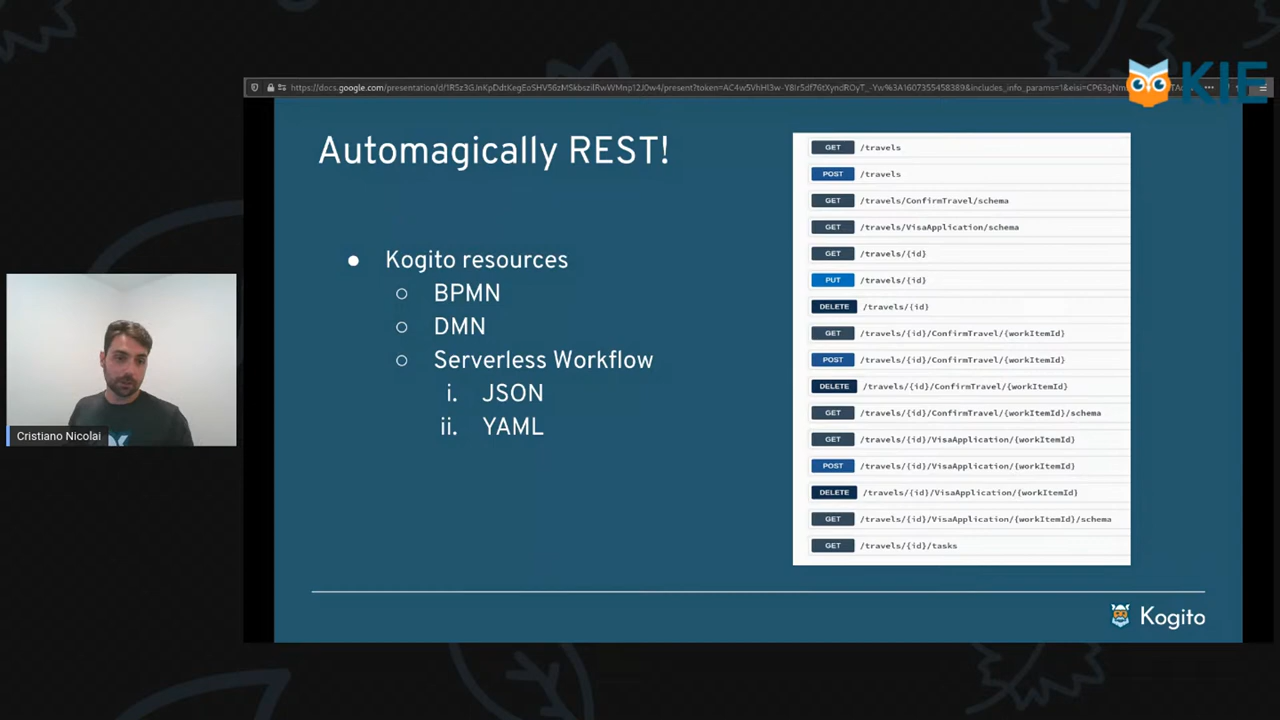 KIE
Automagically REST!
Kogito resources
BPMN
DMN
Serverless Workflow
i. JSON
ii. YAML
GET /travels
POST /travels
GET /travels/ConfirmTravel/schema
GET /travels/VisaApplication/schema
GET /travels/{id}
PUT /travels/{id}
DELETE /travels/{id}
GET /travels/{id}/ConfirmTravel/{workItemId}
POST /travels/{id}/ConfirmTravel/{workItemId}
DELETE /travels/{id}/ConfirmTravel/{workItemId}
GET /travels/{id}/ConfirmTravel/{workItemId}/schema
GET /travels/{id}/VisaApplication/{workItemId}
POST /travels/{id}/VisaApplication/{workItemId}
DELETE /travels/{id}/VisaApplication/{workItemId}
GET /travels/{id}/VisaApplication/{workItemId}/schema
GET /travels/{id}/tasks
Cristiano Nicolai
Kogito